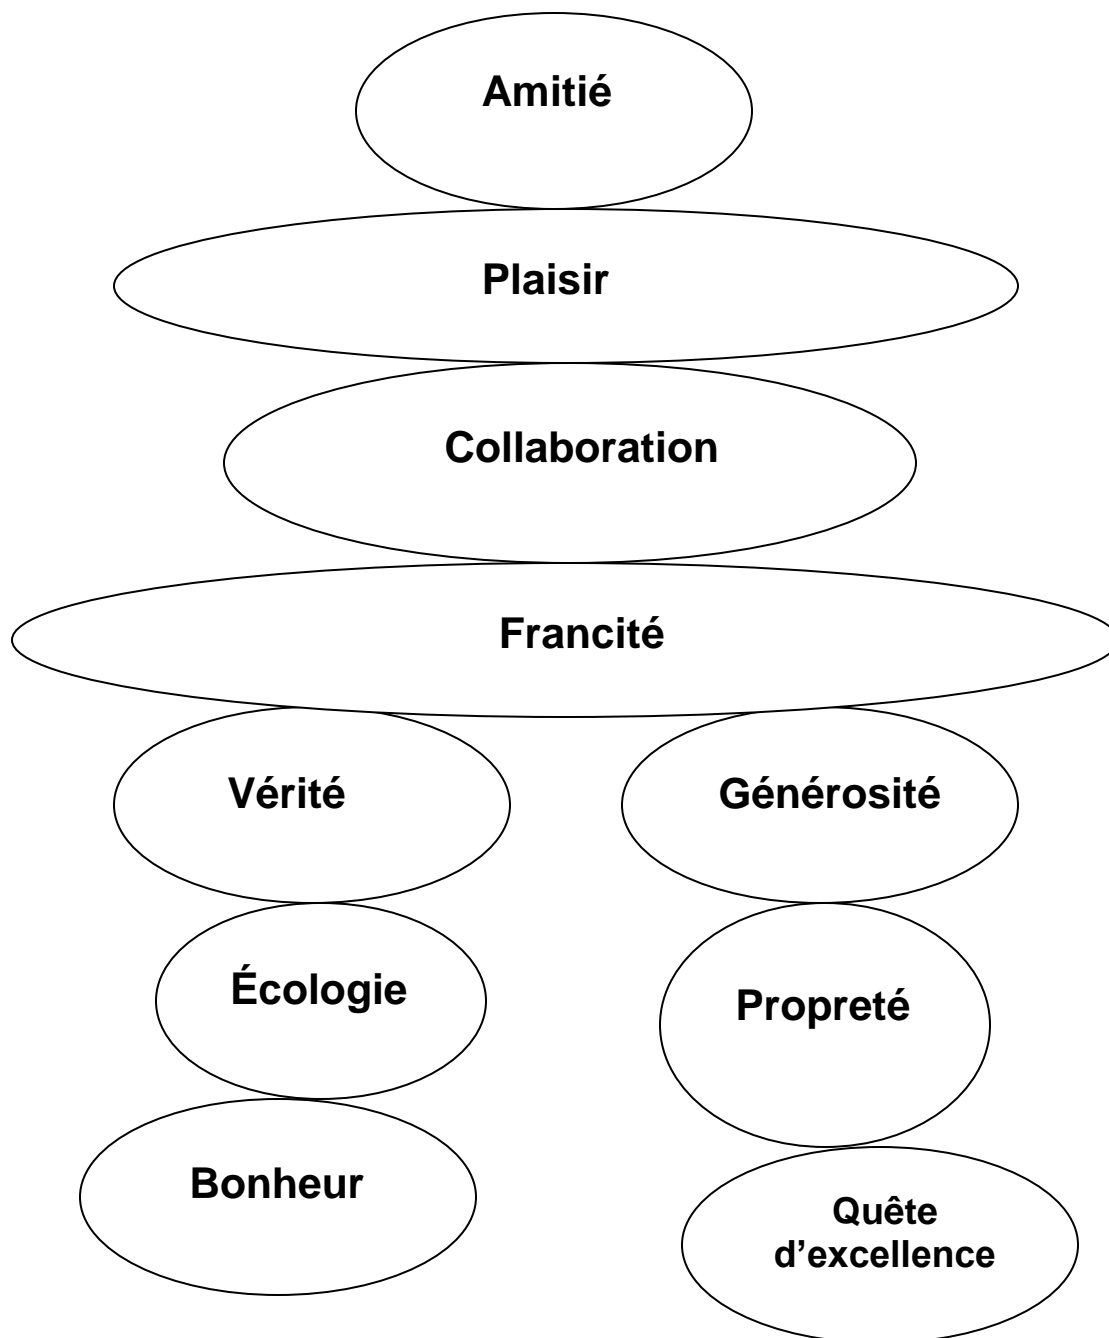 Amitié
Plaisir
Collaboration
Francité
Vérité
Générosité
Écologie
Propreté
Bonheur
Quête
d’excellence